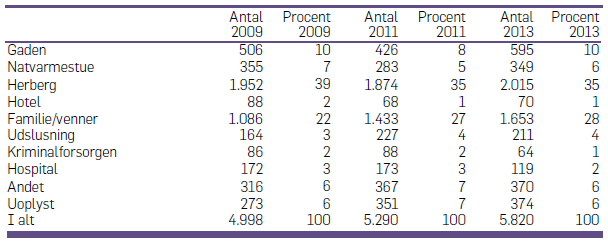 Antal Procent Antal Procent Antal Procent
2009 2009 2011 2011 2013 2013
Gaden 506 10 426 8 595 10
Natvarmestue 355 7 283 5 349 6
Herberg 1.952 39 1.874 35 2.015 35
Hotel 88 2 68 1 70 1
Familie/venner 1.086 22 1.433 27 1.653 28
Udslusning 164 3 227 4 211 4
Kriminalforsorgen 86 2 88 2 64 1
Hospital 172 3 173 3 119 2
Andet 316 6 367 7 370 6
Uoplyst 273 6 351 7 374 6
I alt 4.998 100 5.290 100 5.820 100